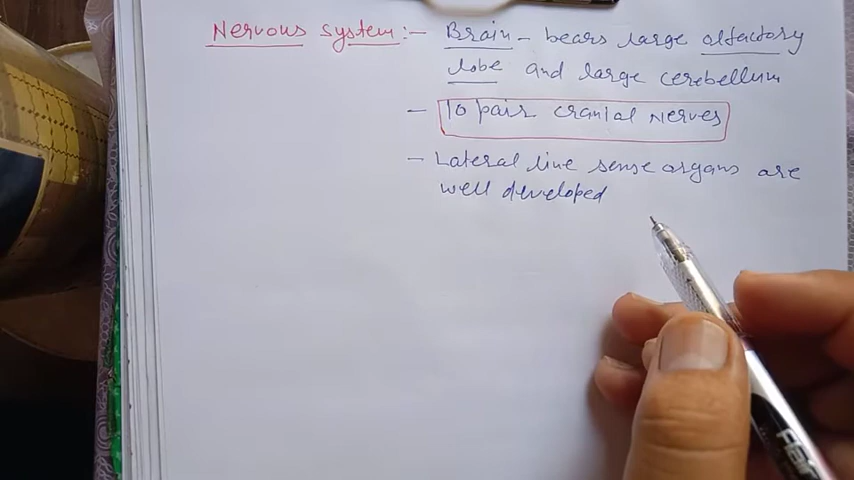 Nervous system :- Brain - bears large olfactory
lobe and large cerebellum
- 10 pair cranial Nerves
- Lateral line sense organs are
well developed
Flair